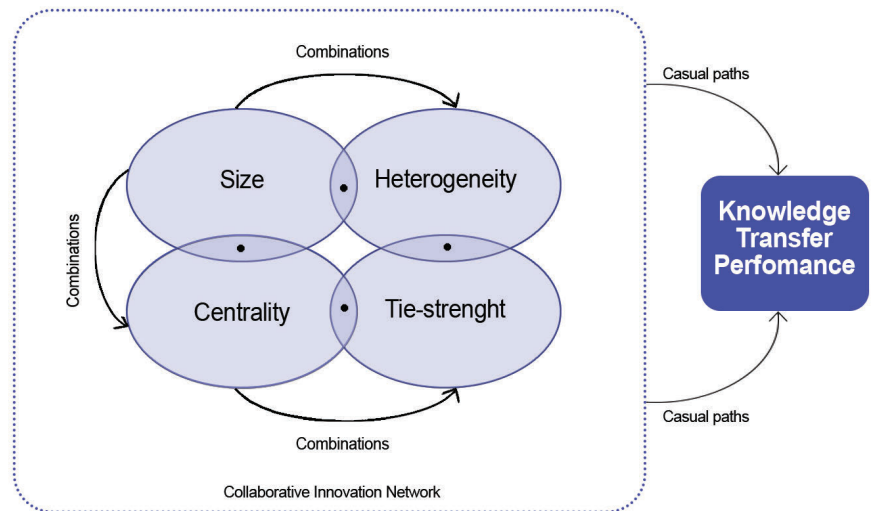 Combinations
Casual paths
Size
Heterogeneity
Combinations
Knowledge
Transfer
Perfomance
Centrality
Tie-strenght
Combinations
Casual paths
Collaborative Innovation Network